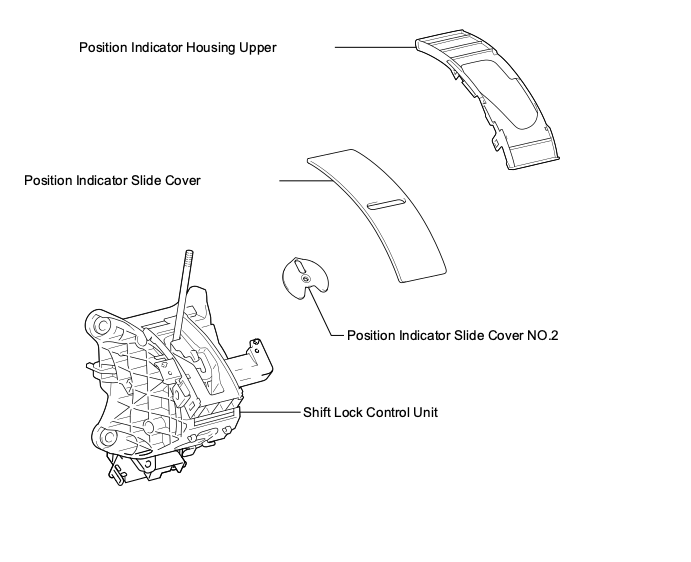 Position Indicator Housing Upper
Position Indicator Slide Cover
Position Indicator Slide Cover NO.2
Shift Lock Control Unit